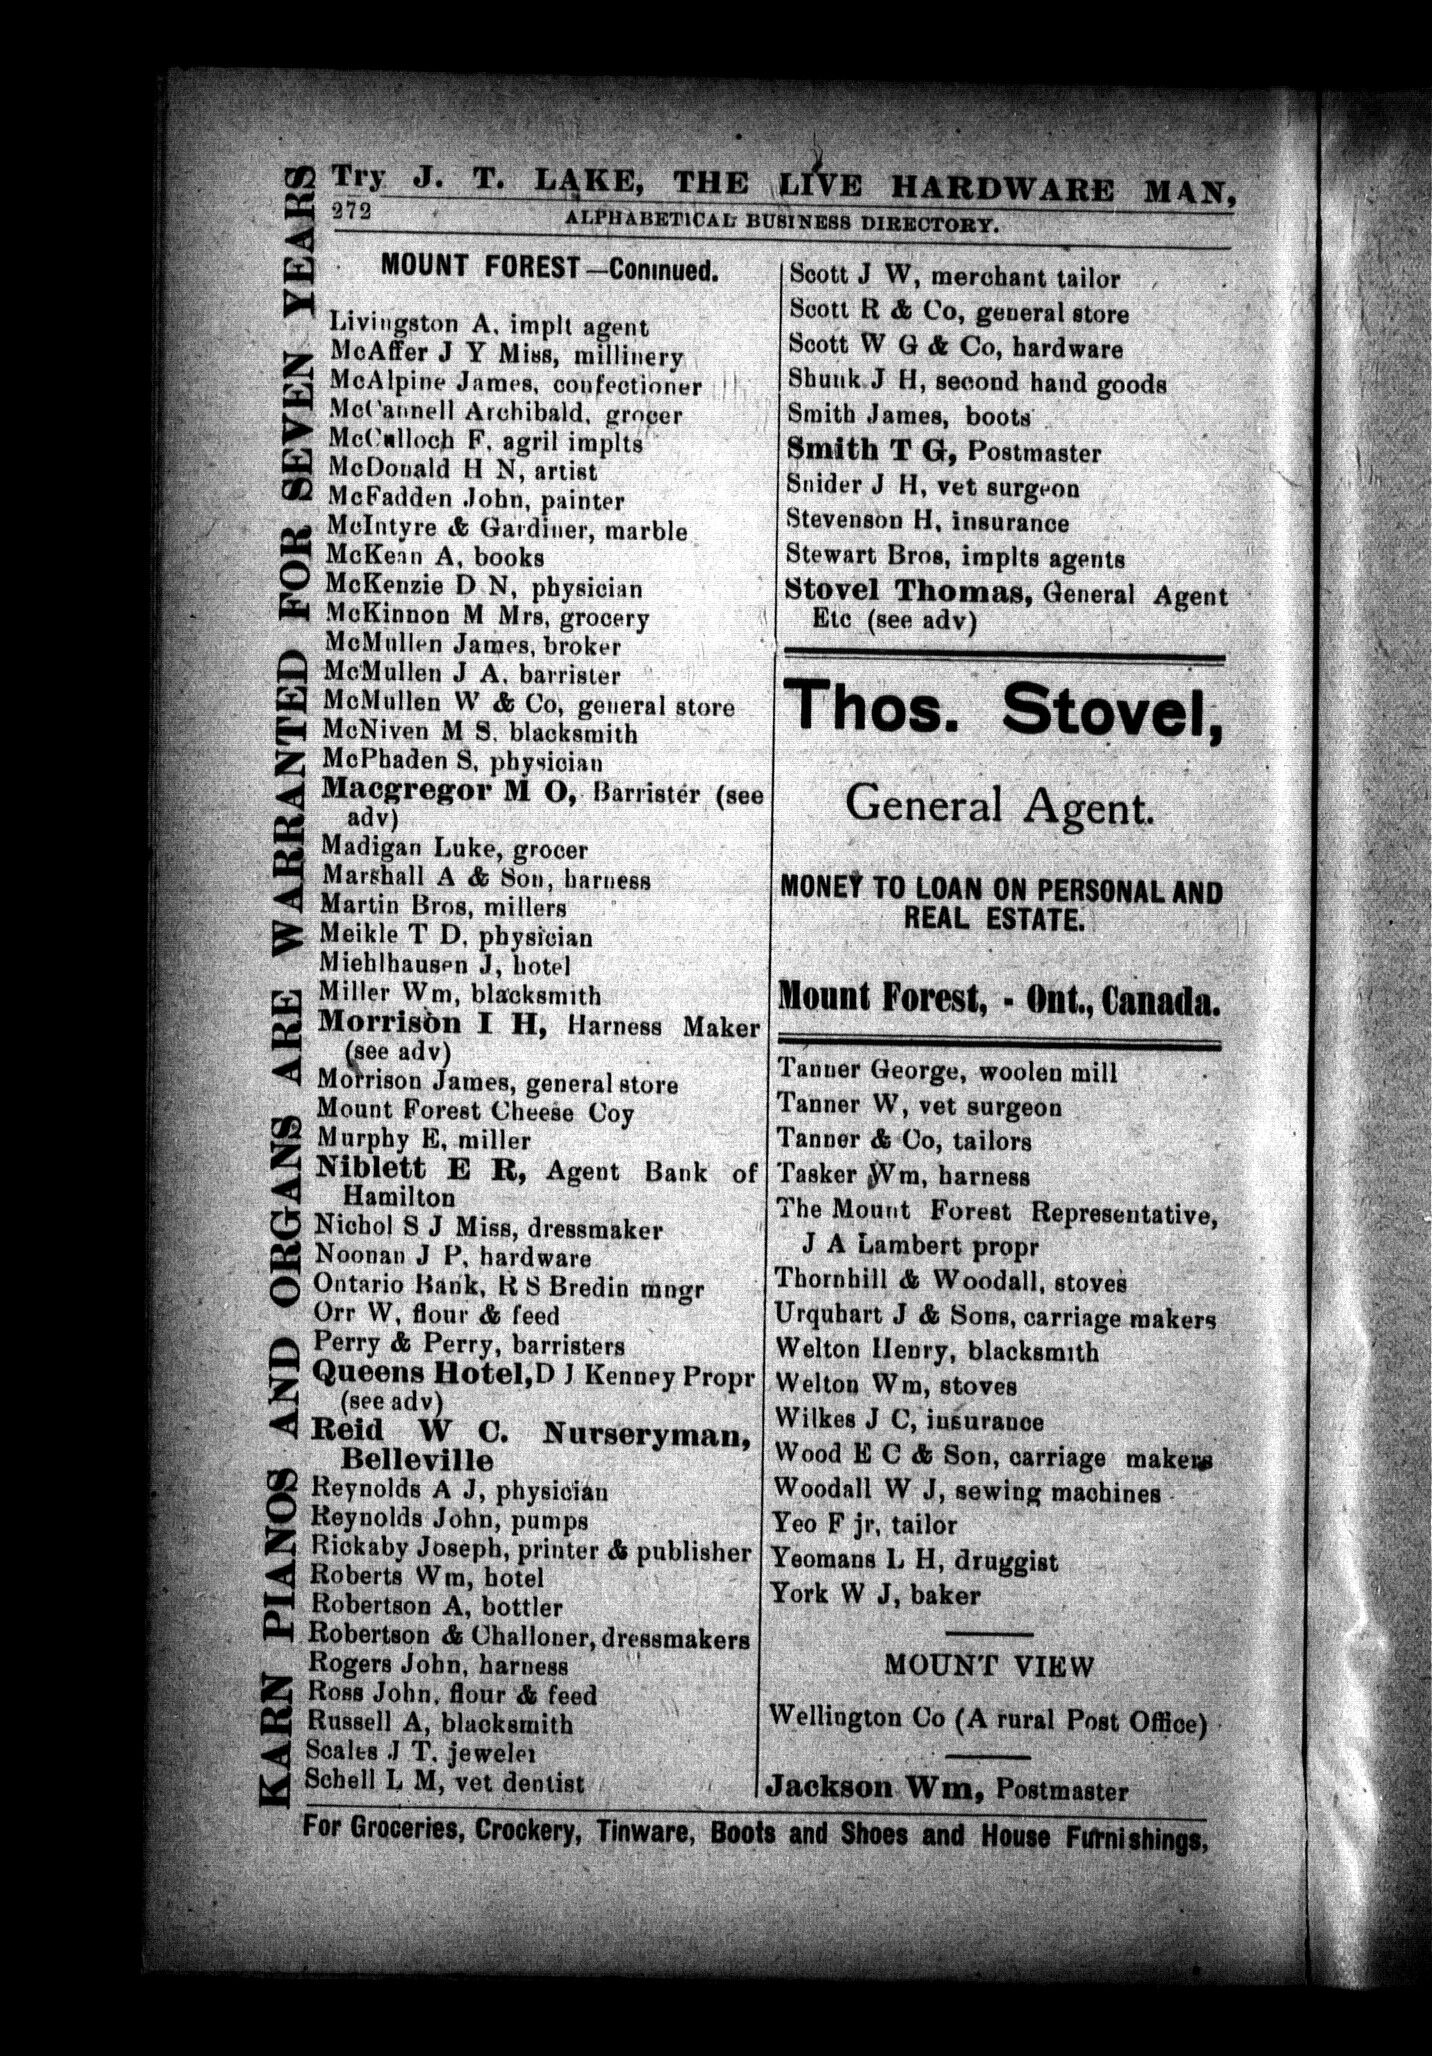 Try J. T. LAKE, THE LIVE HARDWARE MAN,
272
ALPHABETICAL BUSINESS DIRECTORY.
KARN PIANOS AND ORGANS ARE WARRANTED FOR SEVEN YEARS
MOUNT FOREST—Continued.
Livingston A, implt agent
McAffer J Y Miss, millinery
McAlpine James, confectioner
McCannell Archibald, grocer
McCulloch F, agril implts
McDonald H N, artist
McFadden John, painter
McIntyre & Gardiner, marble
McKean A, books
McKenzie D N, physician
McKinnon M Mrs, grocery
McMullen James, broker
McMullen J A, barrister
McMullen W & Co, general store
McNiven M S, blacksmith
McPhaden S, physician
Macgregor M O, Barrister (see
adv)
Madigan Luke, grocer
Marshall A & Son, harness
Martin Bros, millers
Meikle T D, physician
Miehlhausen J, hotel
Miller Wm, blacksmith
Morrison I H, Harness Maker
(see adv)
Morrison James, general store
Mount Forest Cheese Coy
Murphy E, miller
Niblett E R, Agent Bank of
Hamilton
Nichol S J Miss, dressmaker
Noonan J P, hardware
Ontario Bank, R S Bredin mngr
Orr W, flour & feed
Perry & Perry, barristers
Queens Hotel, D J Kenney Propr
(see adv)
Reid W C. Nurseryman,
Belleville
Reynolds A J, physician
Reynolds John, pumps
Rickaby Joseph, printer & publisher
Roberts Wm, hotel
Robertson A, bottler
Robertson & Challoner, dressmakers
Rogers John, harness
Ross John, flour & feed
Russell A, blacksmith
Scales J T, jeweler
Schell L M, vet dentist
Scott J W, merchant tailor
Scott R & Co, general store
Scott W G & Co, hardware
Shunk J H, second hand goods
Smith James, boots
Smith T G, Postmaster
Snider J H, vet surgeon
Stevenson H, insurance
Stewart Bros, implts agents
Stovel Thomas, General Agent
Etc (see adv)
Thos. Stovel,
General Agent.
MONEY TO LOAN ON PERSONAL AND
REAL ESTATE.
Mount Forest, - Ont., Canada.
Tanner George, woolen mill
Tanner W, vet surgeon
Tanner & Co, tailors
Tasker Wm, harness
The Mount Forest Representative,
J A Lambert propr
Thornhill & Woodall, stoves
Urquhart J & Sons, carriage makers
Welton Henry, blacksmith
Welton Wm, stoves
Wilkes J C, insurance
Wood E C & Son, carriage makers
Woodall W J, sewing machines
Yeo F jr, tailor
Yeomans L H, druggist
York W J, baker
MOUNT VIEW
Wellington Co (A rural Post Office)
Jackson Wm, Postmaster
For Groceries, Crockery, Tinware, Boots and Shoes and House Furnishings,